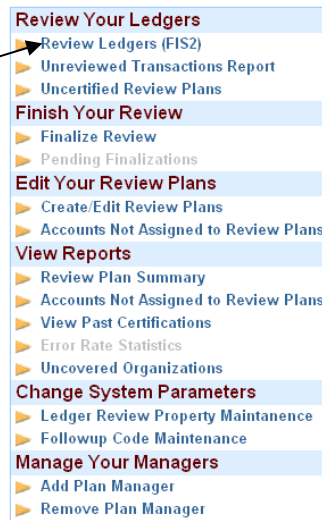 Review Your Ledgers
Review Ledgers (FIS2)
Unreviewed Transactions Report
Uncertified Review Plans
Finish Your Review
Finalize Review
Pending Finalizations
Edit Your Review Plans
Create/Edit Review Plans
Accounts Not Assigned to Review Plans
View Reports
Review Plan Summary
Accounts Not Assigned to Review Plans
View Past Certifications
Error Rate Statistics
Uncovered Organizations
Change System Parameters
Ledger Review Property Maintanence
Followup Code Maintenance
Manage Your Managers
Add Plan Manager
Remove Plan Manager